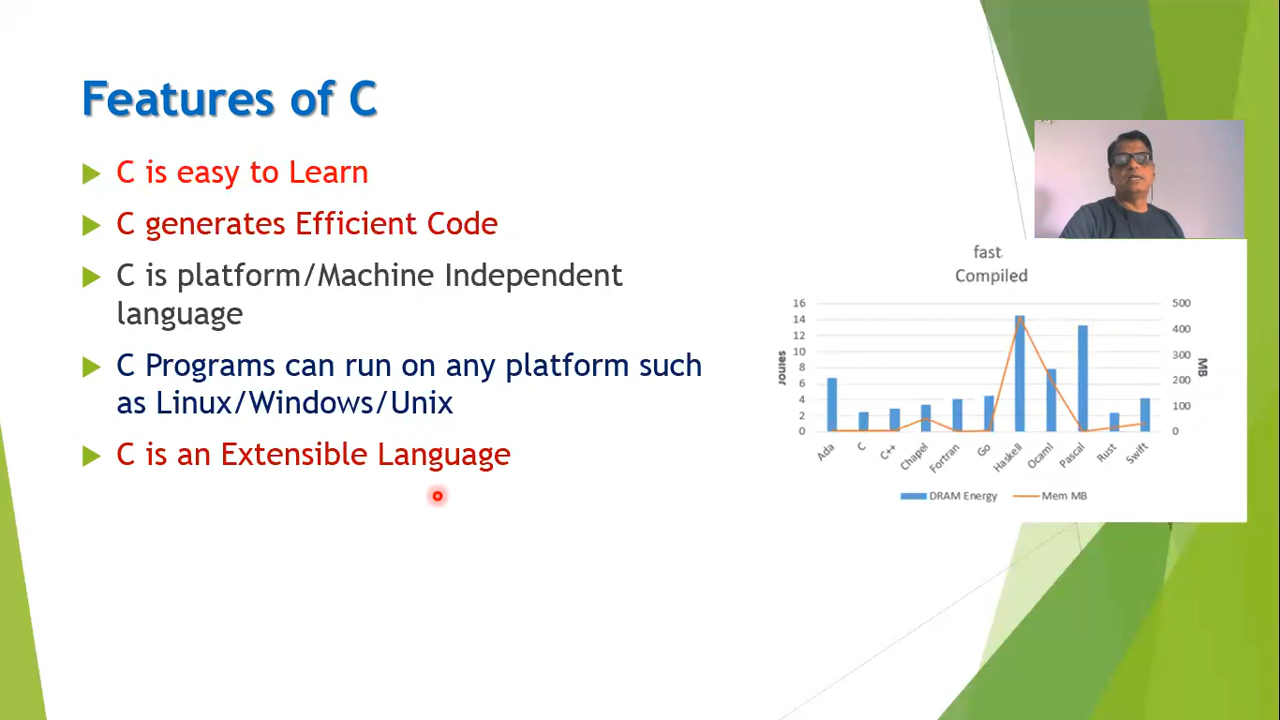 Features of C
C is easy to Learn
C generates Efficient Code
C is platform/Machine Independent
language
C Programs can run on any platform such
as Linux/Windows/Unix
C is an Extensible Language
fast
Compiled
16
14
12
10
8
6
4
2
0
Jounes
500
400
300
200
100
0
MB
Ada
C
C++
Chapel
Fortran
Go
Haskell
Ocaml
Pascal
Rust
Swift
DRAM Energy
Mem MB